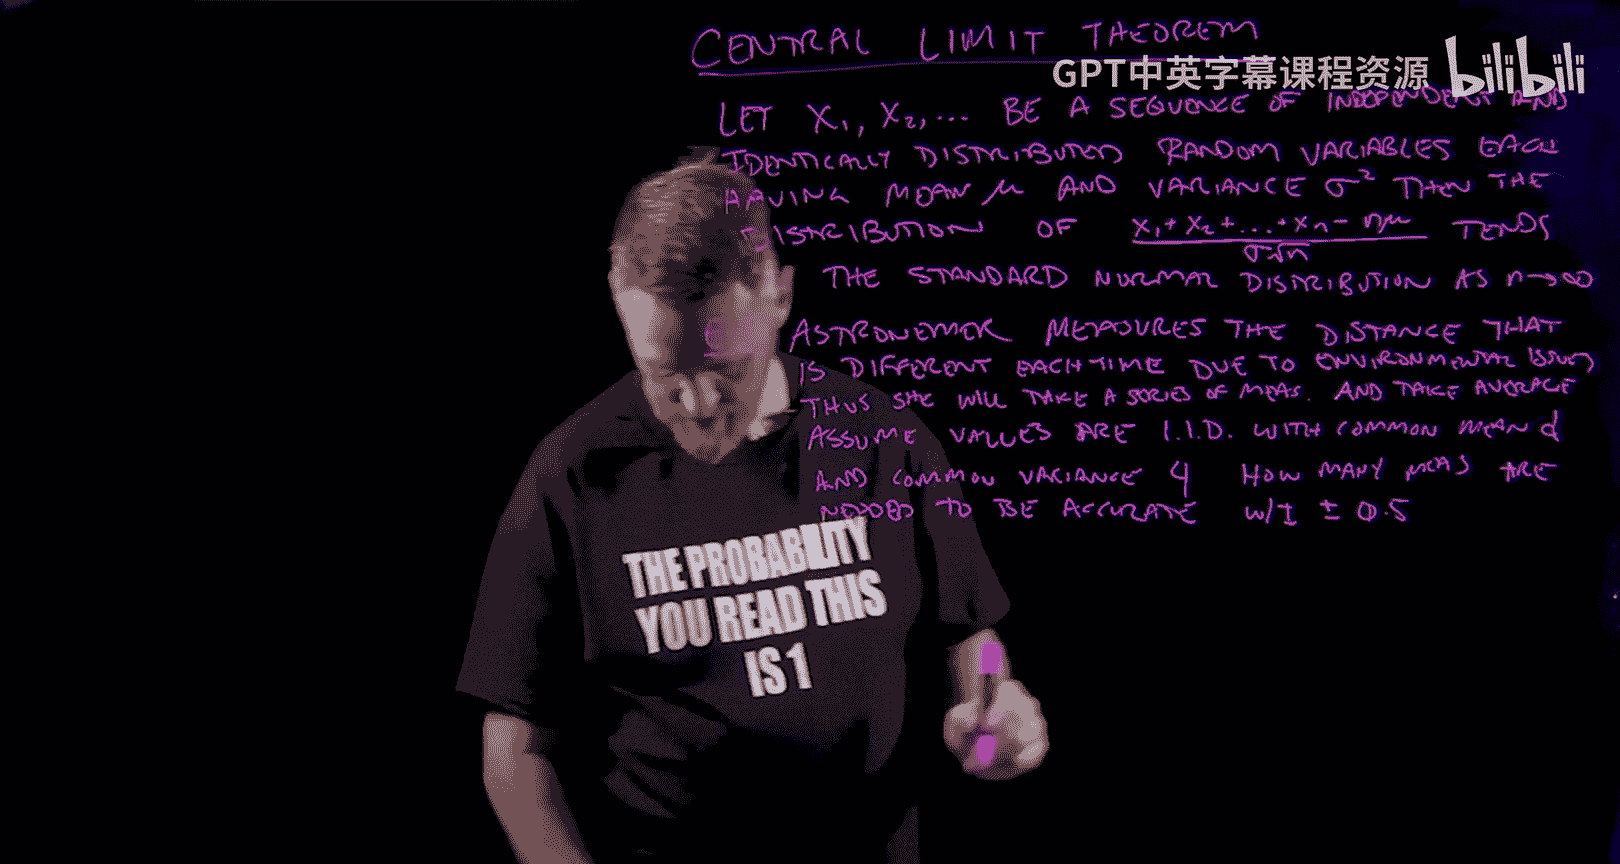 CENTRAL LIMIT THEOREM
GPT中英字幕课程资源 bilibili
LET X₁, X₂, ... BE A SEQUENCE OF INDEPENDENT AND
IDENTICALLY DISTRIBUTED RANDOM VARIABLES EACH
HAVING MEAN μ AND VARIANCE σ² THEN THE
DISTRIBUTION OF (X₁+X₂+...+Xₙ-nμ)/(σ√n) TENDS
THE STANDARD NORMAL DISTRIBUTION AS n→∞
ASTRONEMER MEASURES THE DISTANCE THAT
IS DIFFERENT EACH TIME DUE TO ENVIRONMENTAL ISSUES
THUS SHE WILL TAKE A SERIES OF MEAS. AND TAKE AVERAGE
ASSUME VALUES ARE I.I.D. WITH COMMON MEAN d
AND COMMON VARIANCE 4 HOW MANY MEAS ARE
NEEDED TO BE ACCURATE W/I ± 0.5
THE PROBABILITY
YOU READ THIS
IS 1